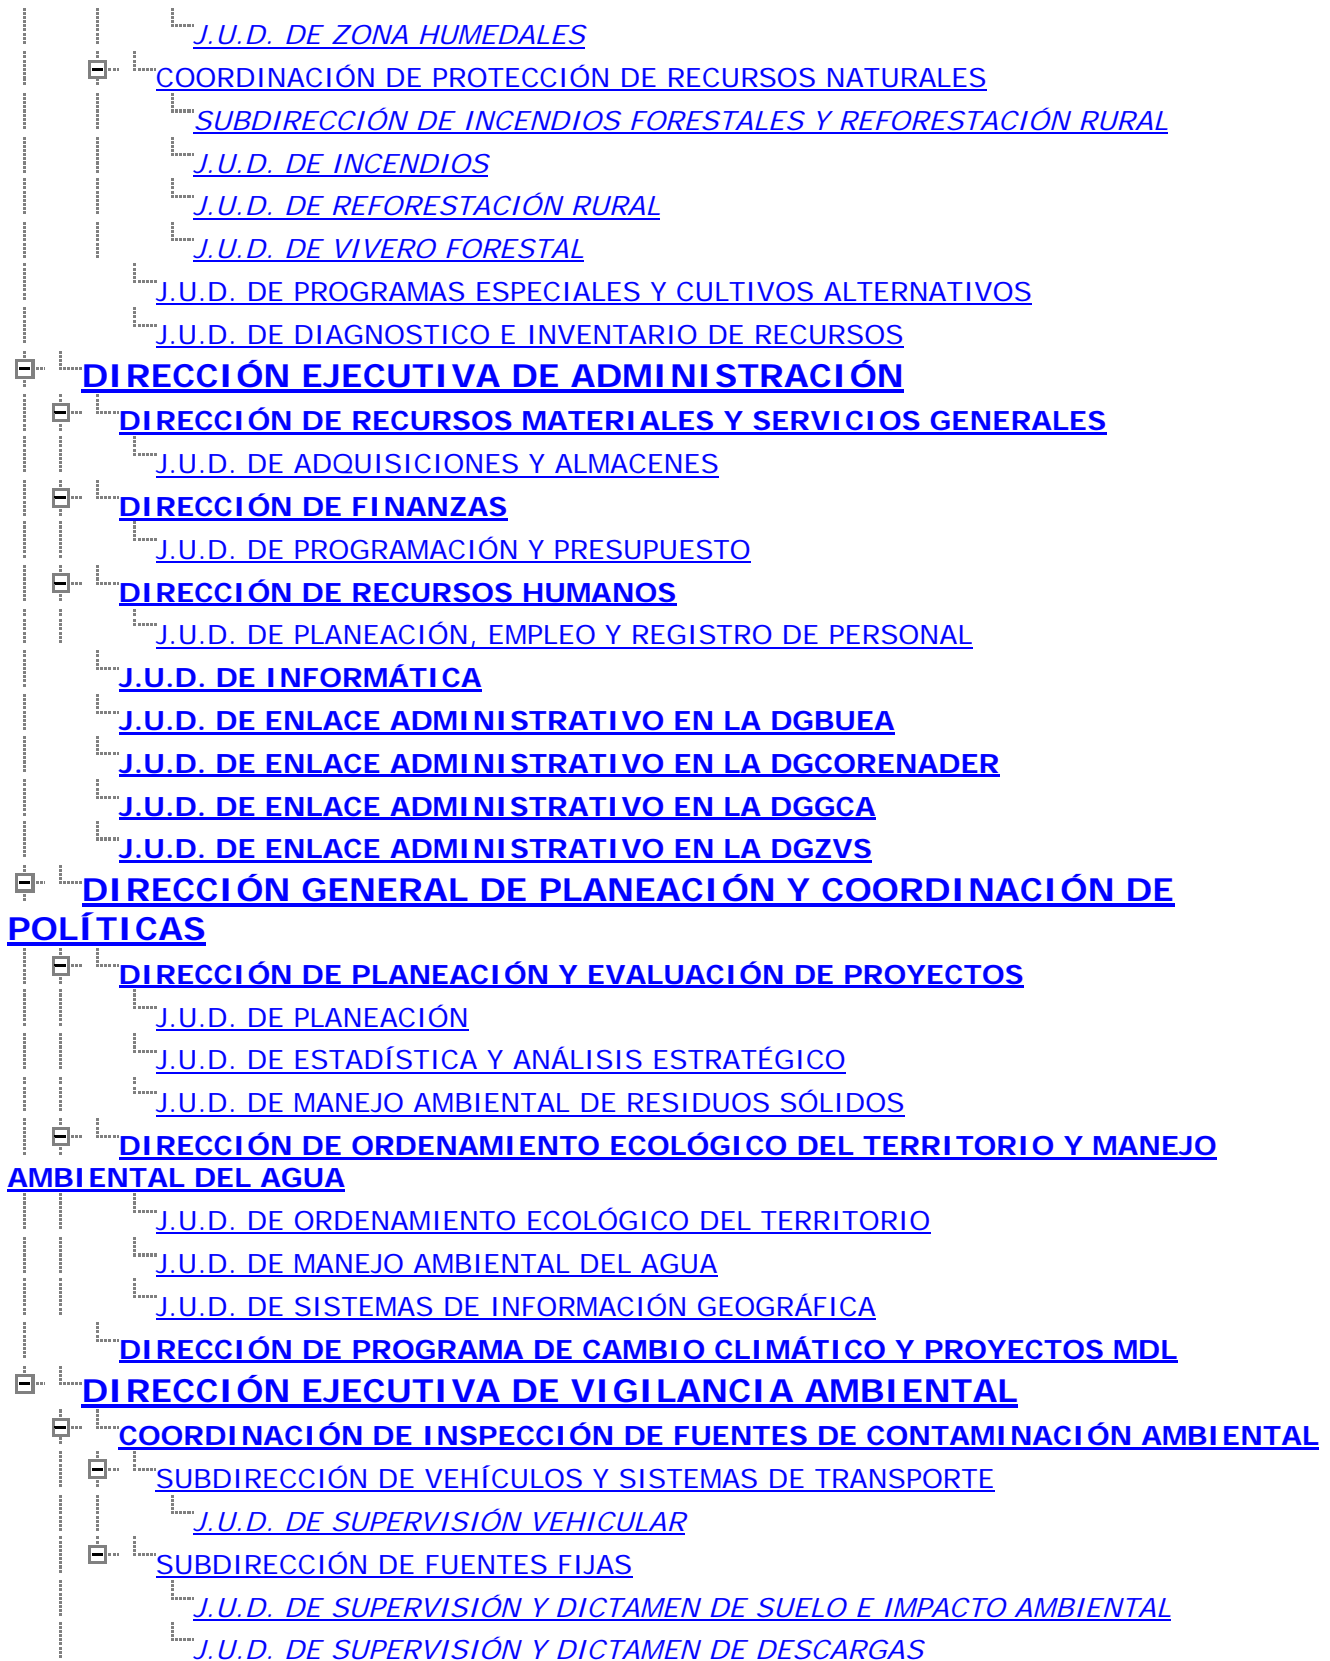 J.U.D. DE ZONA HUMEDALES
COORDINACIÓN DE PROTECCIÓN DE RECURSOS NATURALES
SUBDIRECCIÓN DE INCENDIOS FORESTALES Y REFORESTACIÓN RURAL
J.U.D. DE INCENDIOS
J.U.D. DE REFORESTACIÓN RURAL
J.U.D. DE VIVERO FORESTAL
J.U.D. DE PROGRAMAS ESPECIALES Y CULTIVOS ALTERNATIVOS
J.U.D. DE DIAGNOSTICO E INVENTARIO DE RECURSOS
DIRECCIÓN EJECUTIVA DE ADMINISTRACIÓN
DIRECCIÓN DE RECURSOS MATERIALES Y SERVICIOS GENERALES
J.U.D. DE ADQUISICIONES Y ALMACENES
DIRECCIÓN DE FINANZAS
J.U.D. DE PROGRAMACIÓN Y PRESUPUESTO
DIRECCIÓN DE RECURSOS HUMANOS
J.U.D. DE PLANEACIÓN, EMPLEO Y REGISTRO DE PERSONAL
J.U.D. DE INFORMÁTICA
J.U.D. DE ENLACE ADMINISTRATIVO EN LA DGBUEA
J.U.D. DE ENLACE ADMINISTRATIVO EN LA DGCORENADER
J.U.D. DE ENLACE ADMINISTRATIVO EN LA DGGCA
J.U.D. DE ENLACE ADMINISTRATIVO EN LA DGZVS
DIRECCIÓN GENERAL DE PLANEACIÓN Y COORDINACIÓN DE
POLÍTICAS
DIRECCIÓN DE PLANEACIÓN Y EVALUACIÓN DE PROYECTOS
J.U.D. DE PLANEACIÓN
J.U.D. DE ESTADÍSTICA Y ANÁLISIS ESTRATÉGICO
J.U.D. DE MANEJO AMBIENTAL DE RESIDUOS SÓLIDOS
DIRECCIÓN DE ORDENAMIENTO ECOLÓGICO DEL TERRITORIO Y MANEJO
AMBIENTAL DEL AGUA
J.U.D. DE ORDENAMIENTO ECOLÓGICO DEL TERRITORIO
J.U.D. DE MANEJO AMBIENTAL DEL AGUA
J.U.D. DE SISTEMAS DE INFORMACIÓN GEOGRÁFICA
DIRECCIÓN DE PROGRAMA DE CAMBIO CLIMÁTICO Y PROYECTOS MDL
DIRECCIÓN EJECUTIVA DE VIGILANCIA AMBIENTAL
COORDINACIÓN DE INSPECCIÓN DE FUENTES DE CONTAMINACIÓN AMBIENTAL
SUBDIRECCIÓN DE VEHÍCULOS Y SISTEMAS DE TRANSPORTE
J.U.D. DE SUPERVISIÓN VEHICULAR
SUBDIRECCIÓN DE FUENTES FIJAS
J.U.D. DE SUPERVISIÓN Y DICTAMEN DE SUELO E IMPACTO AMBIENTAL
J.U.D. DE SUPERVISIÓN Y DICTAMEN DE DESCARGAS